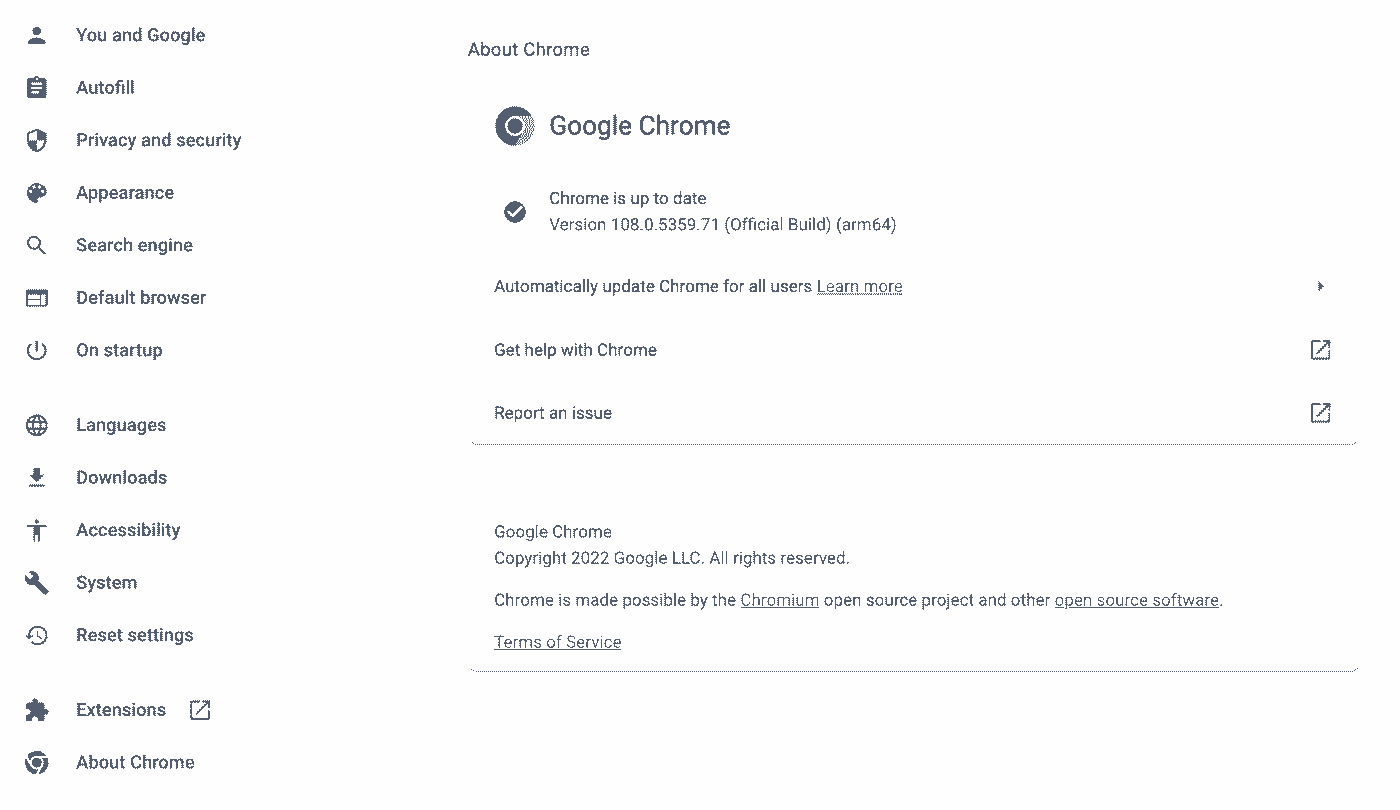 You and Google
Autofill
Privacy and security
Appearance
Search engine
Default browser
On startup
Languages
Downloads
Accessibility
System
Reset settings
Extensions
About Chrome
About Chrome
Google Chrome
Chrome is up to date
Version 108.0.5359.71 (Official Build) (arm64)
Automatically update Chrome for all users Learn more
Get help with Chrome
Report an issue
Google Chrome
Copyright 2022 Google LLC. All rights reserved.
Chrome is made possible by the Chromium open source project and other open source software.
Terms of Service